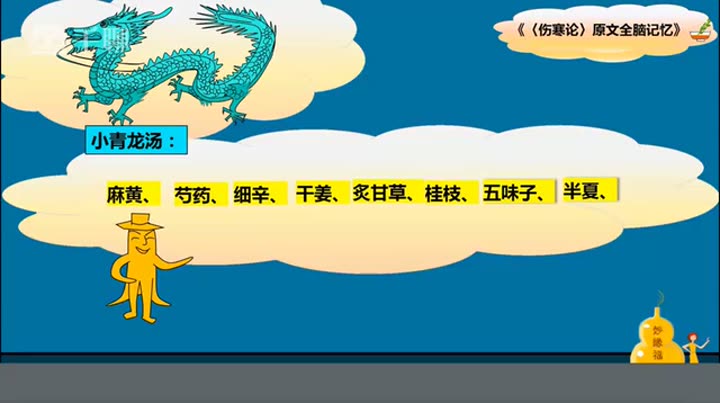 《〈伤寒论〉原文全脑记忆》
小青龙汤：
麻黄、 芍药、 细辛、 干姜、 炙甘草、 桂枝、 五味子、 半夏、